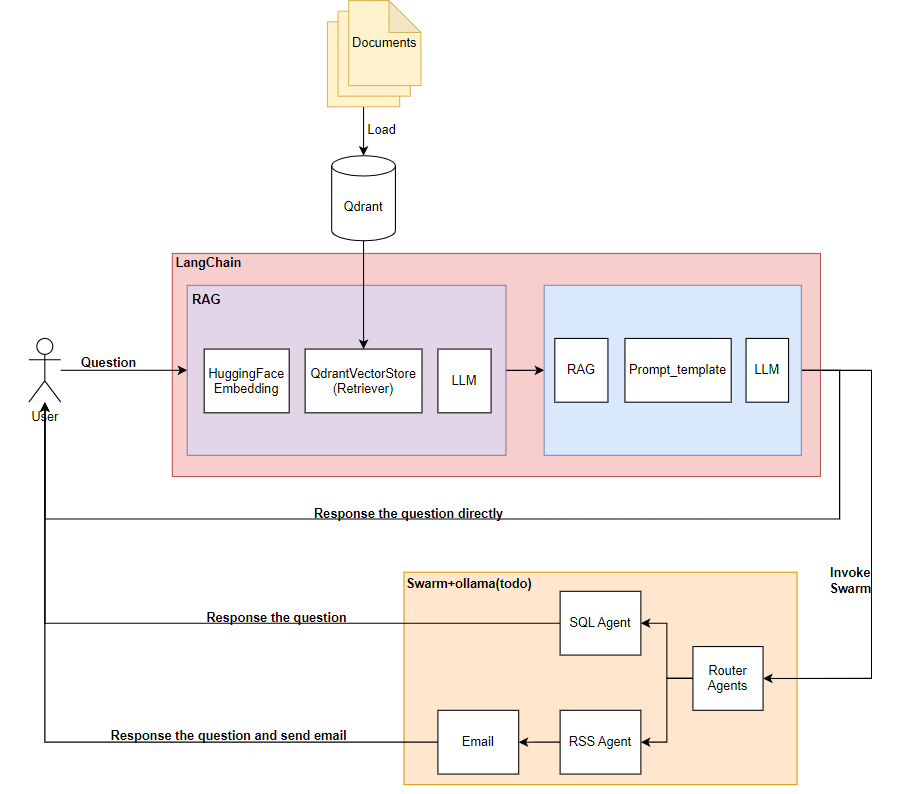 Documents
Load
Qdrant
LangChain
RAG
HuggingFace
Embedding
QdrantVectorStore
(Retriever)
LLM
RAG
Prompt_template
LLM
Question
User
Response the question directly
Invoke
Swarm
Swarm+ollama(todo)
Response the question
SQL Agent
Router
Agents
Response the question and send email
Email
RSS Agent